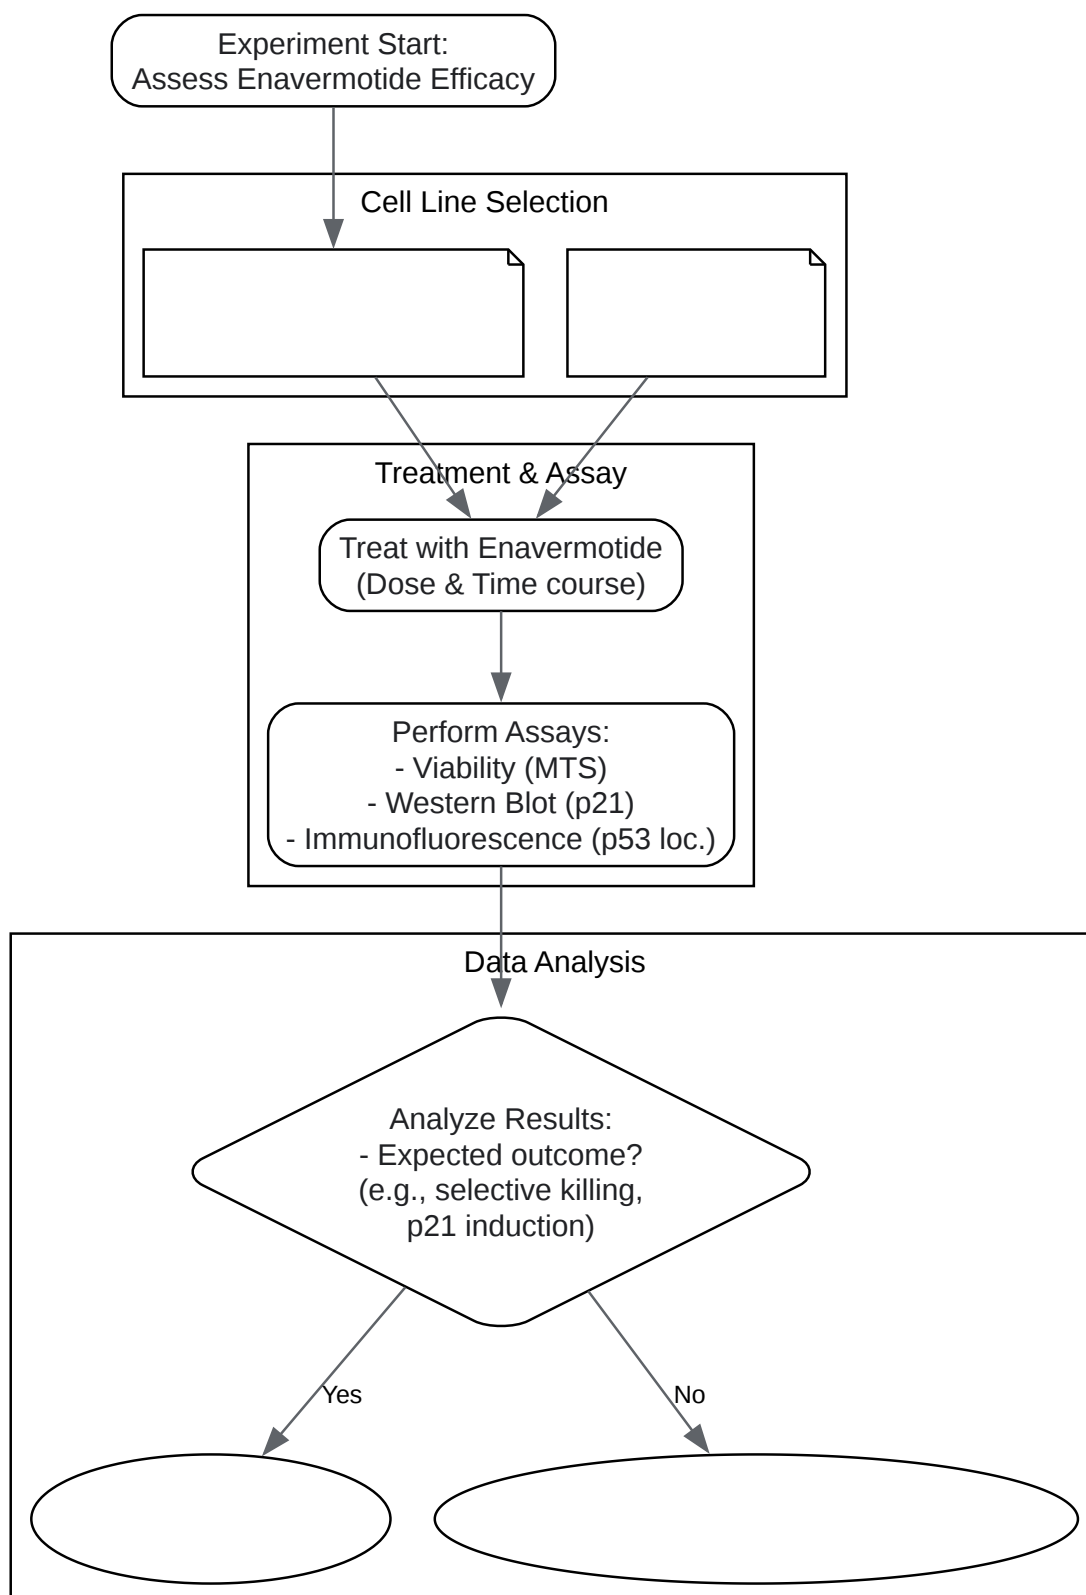 Experiment Start:
Assess Enavermotide Efficacy
Cell Line Selection
Treatment & Assay
Treat with Enavermotide
(Dose & Time course)
Perform Assays:
- Viability (MTS)
- Western Blot (p21)
- Immunofluorescence (p53 loc.)
Data Analysis
Analyze Results:
- Expected outcome?
(e.g., selective killing,
p21 induction)
Yes
No